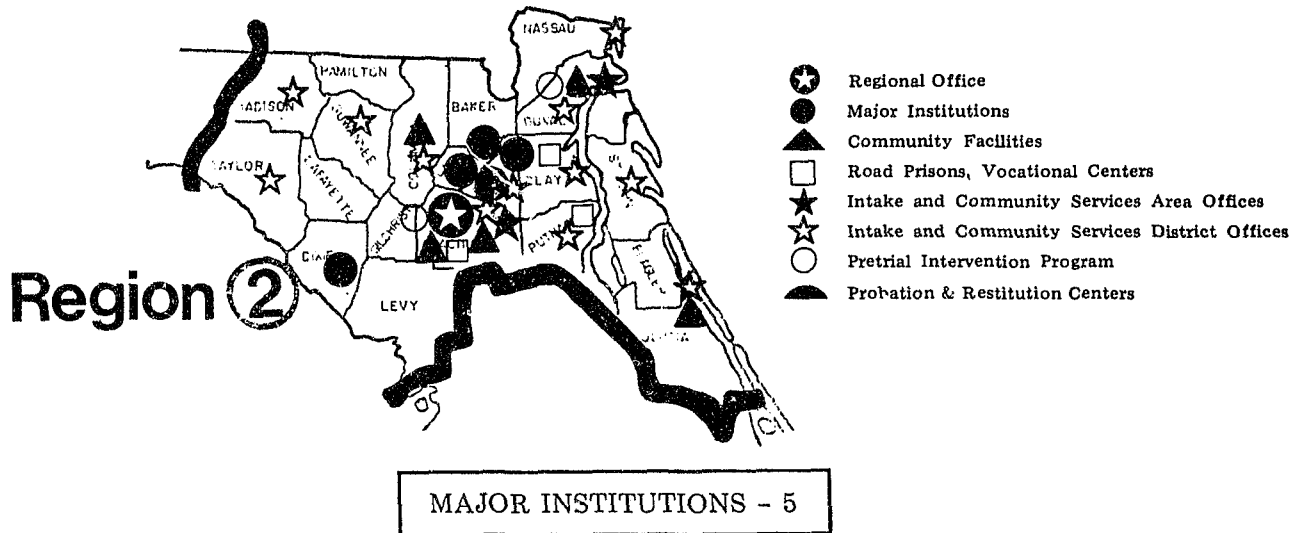 NASSAU
HAMILTON
BAKER
TAYLOR
LAFAYETTE
CLAY
LEVY
Region 2
Regional Office
Major Institutions
Community Facilities
Road Prisons, Vocational Centers
Intake and Community Services Area Offices
Intake and Community Services District Offices
Pretrial Intervention Program
Probation & Restitution Centers
MAJOR INSTITUTIONS - 5